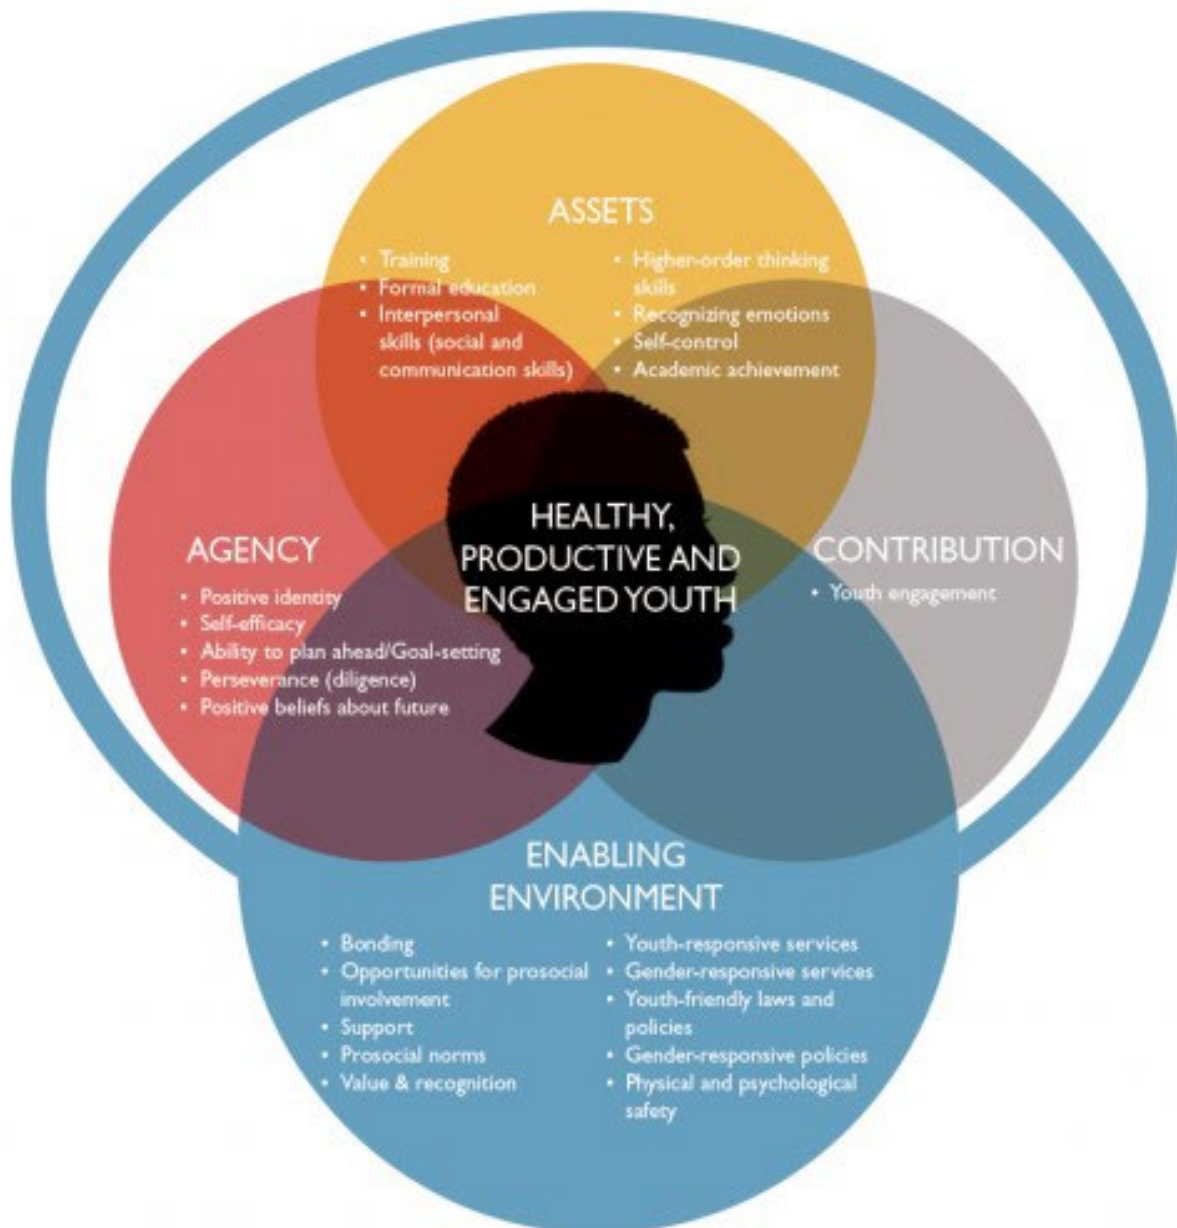 ASSETS
• Training
• Formal education
• Interpersonal
skills (social and
communication skills)
• Higher-order thinking
skills
• Recognizing emotions
• Self-control
• Academic achievement
HEALTHY,
PRODUCTIVE AND
ENGAGED YOUTH
AGENCY
• Positive identity
• Self-efficacy
• Ability to plan ahead/Goal-setting
• Perseverance (diligence)
• Positive beliefs about future
CONTRIBUTION
• Youth engagement
ENABLING
ENVIRONMENT
• Bonding
• Opportunities for prosocial
involvement
• Support
• Prosocial norms
• Value & recognition
• Youth-responsive services
• Gender-responsive services
• Youth-friendly laws and
policies
• Gender-responsive policies
• Physical and psychological
safety